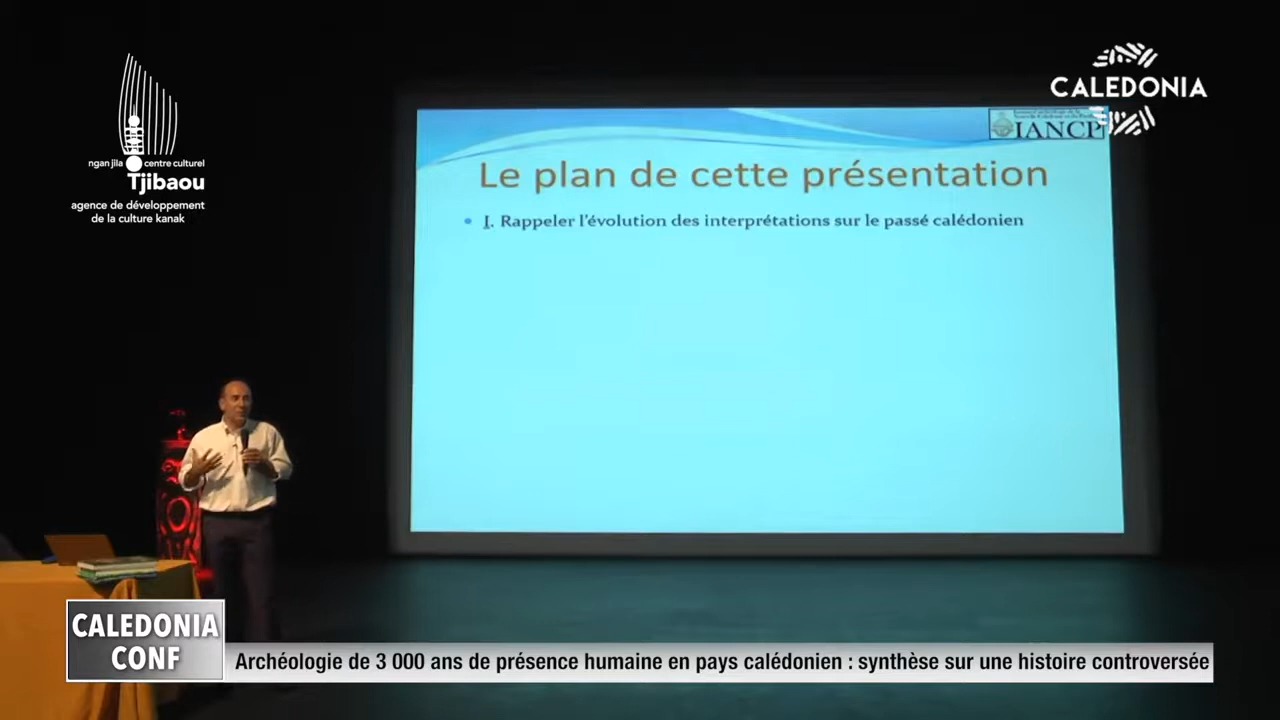 ngan jila centre culturel
Tjibaou
agence de développement
de la culture kanak
CALEDONIA
IANCP
Le plan de cette présentation
• I. Rappeler l'évolution des interprétations sur le passé calédonien
CALEDONIA
CONF
Archéologie de 3 000 ans de présence humaine en pays calédonien : synthèse sur une histoire controversée